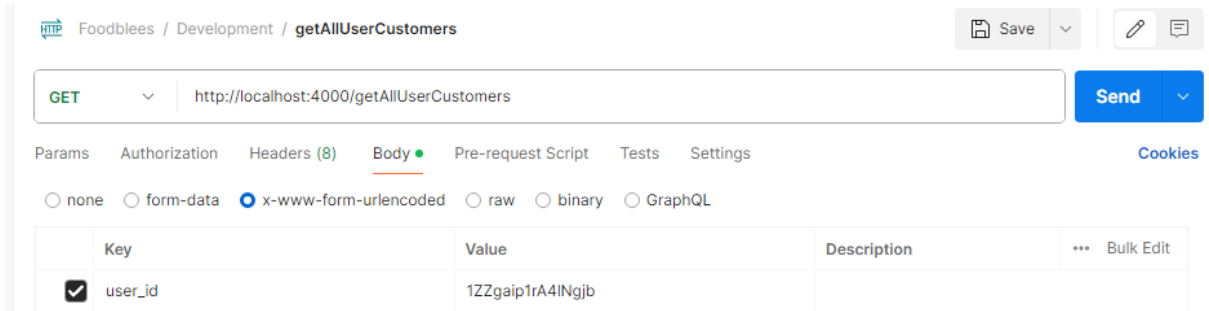 HTTP Foodblees / Development / getAllUserCustomers Save
GET http://localhost:4000/getAllUserCustomers Send
Params Authorization Headers (8) Body Pre-request Script Tests Settings Cookies
none form-data x-www-form-urlencoded raw binary GraphQL
Key Value Description ••• Bulk Edit
user_id 1ZZgaip1rA4lNgjb